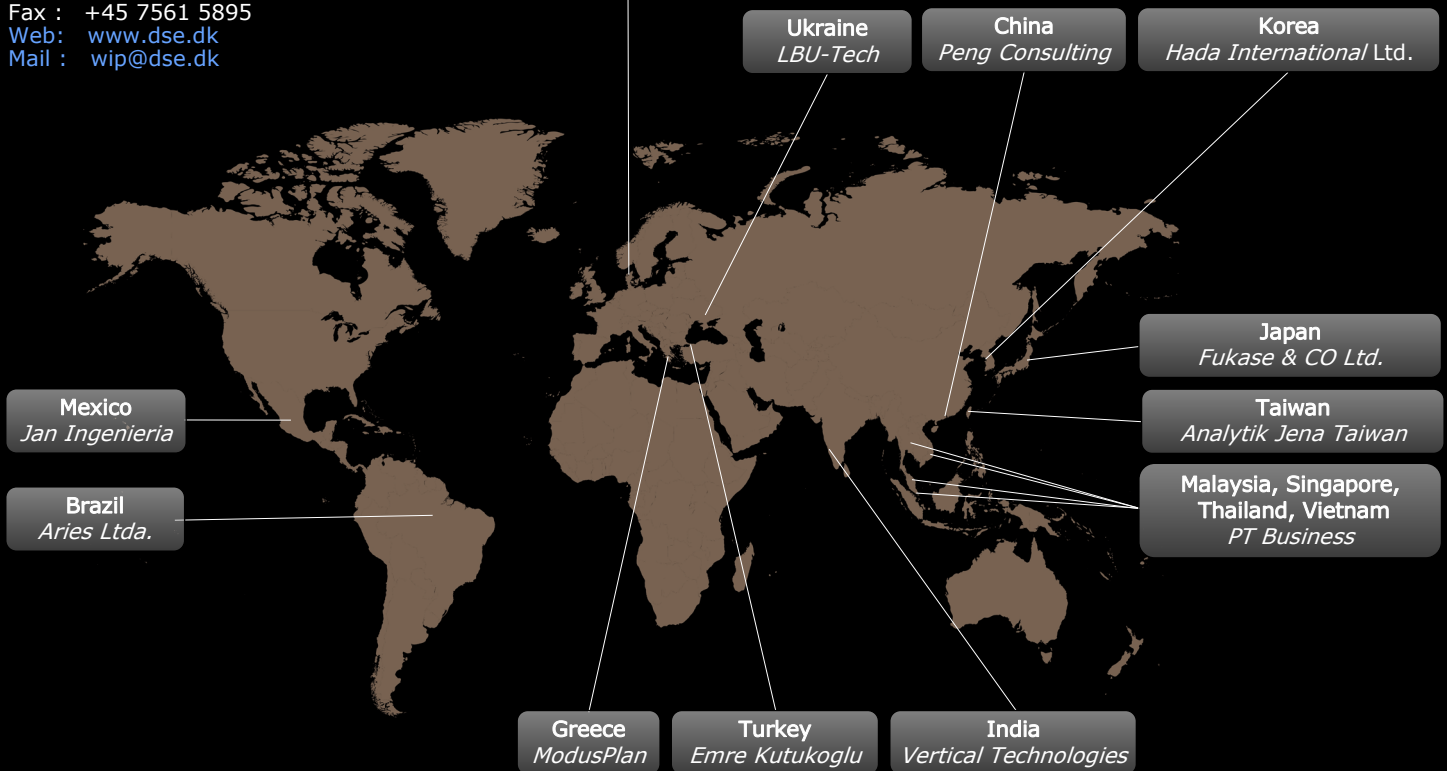 Fax : +45 7561 5895
Web: www.dse.dk
Mail : wip@dse.dk
Ukraine
LBU-Tech
China
Peng Consulting
Korea
Hada International Ltd.
Japan
Fukase & CO Ltd.
Mexico
Jan Ingenieria
Taiwan
Analytik Jena Taiwan
Malaysia, Singapore,
Thailand, Vietnam
PT Business
Brazil
Aries Ltda.
Greece
ModusPlan
Turkey
Emre Kutukoglu
India
Vertical Technologies